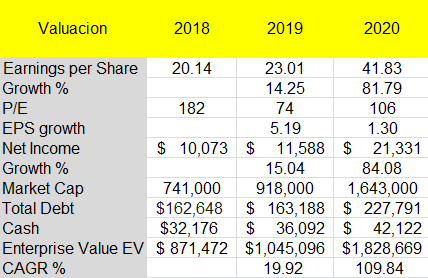 Valuacion 2018 2019 2020
Earnings per Share 20.14 23.01 41.83
Growth % 14.25 81.79
P/E 182 74 106
EPS growth 5.19 1.30
Net Income $ 10,073 $ 11,588 $ 21,331
Growth % 15.04 84.08
Market Cap 741,000 918,000 1,643,000
Total Debt $162,648 $ 163,188 $ 227,791
Cash $32,176 $ 36,092 $ 42,122
Enterprise Value EV $ 871,472 $1,045,096 $1,828,669
CAGR % 19.92 109.84